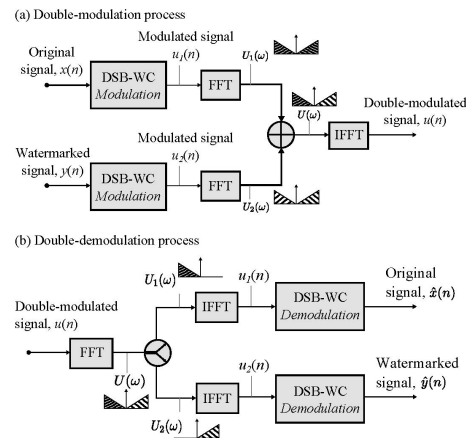 (a) Double-modulation process
Modulated signal
Original
signal, x(n)
DSB-WC
Modulation
u₁(n)
FFT
U₁(ω)
U(ω)
Double-modulated
signal, u(n)
IFFT
Modulated signal
Watermarked
signal, y(n)
DSB-WC
Modulation
u₂(n)
FFT
U₂(ω)
(b) Double-demodulation process
U₁(ω)
IFFT
u₁(n)
DSB-WC
Demodulation
Original
signal, x̂(n)
Double-modulated
signal, u(n)
FFT
U(ω)
U₂(ω)
IFFT
u₂(n)
DSB-WC
Demodulation
Watermarked
signal, ŷ(n)